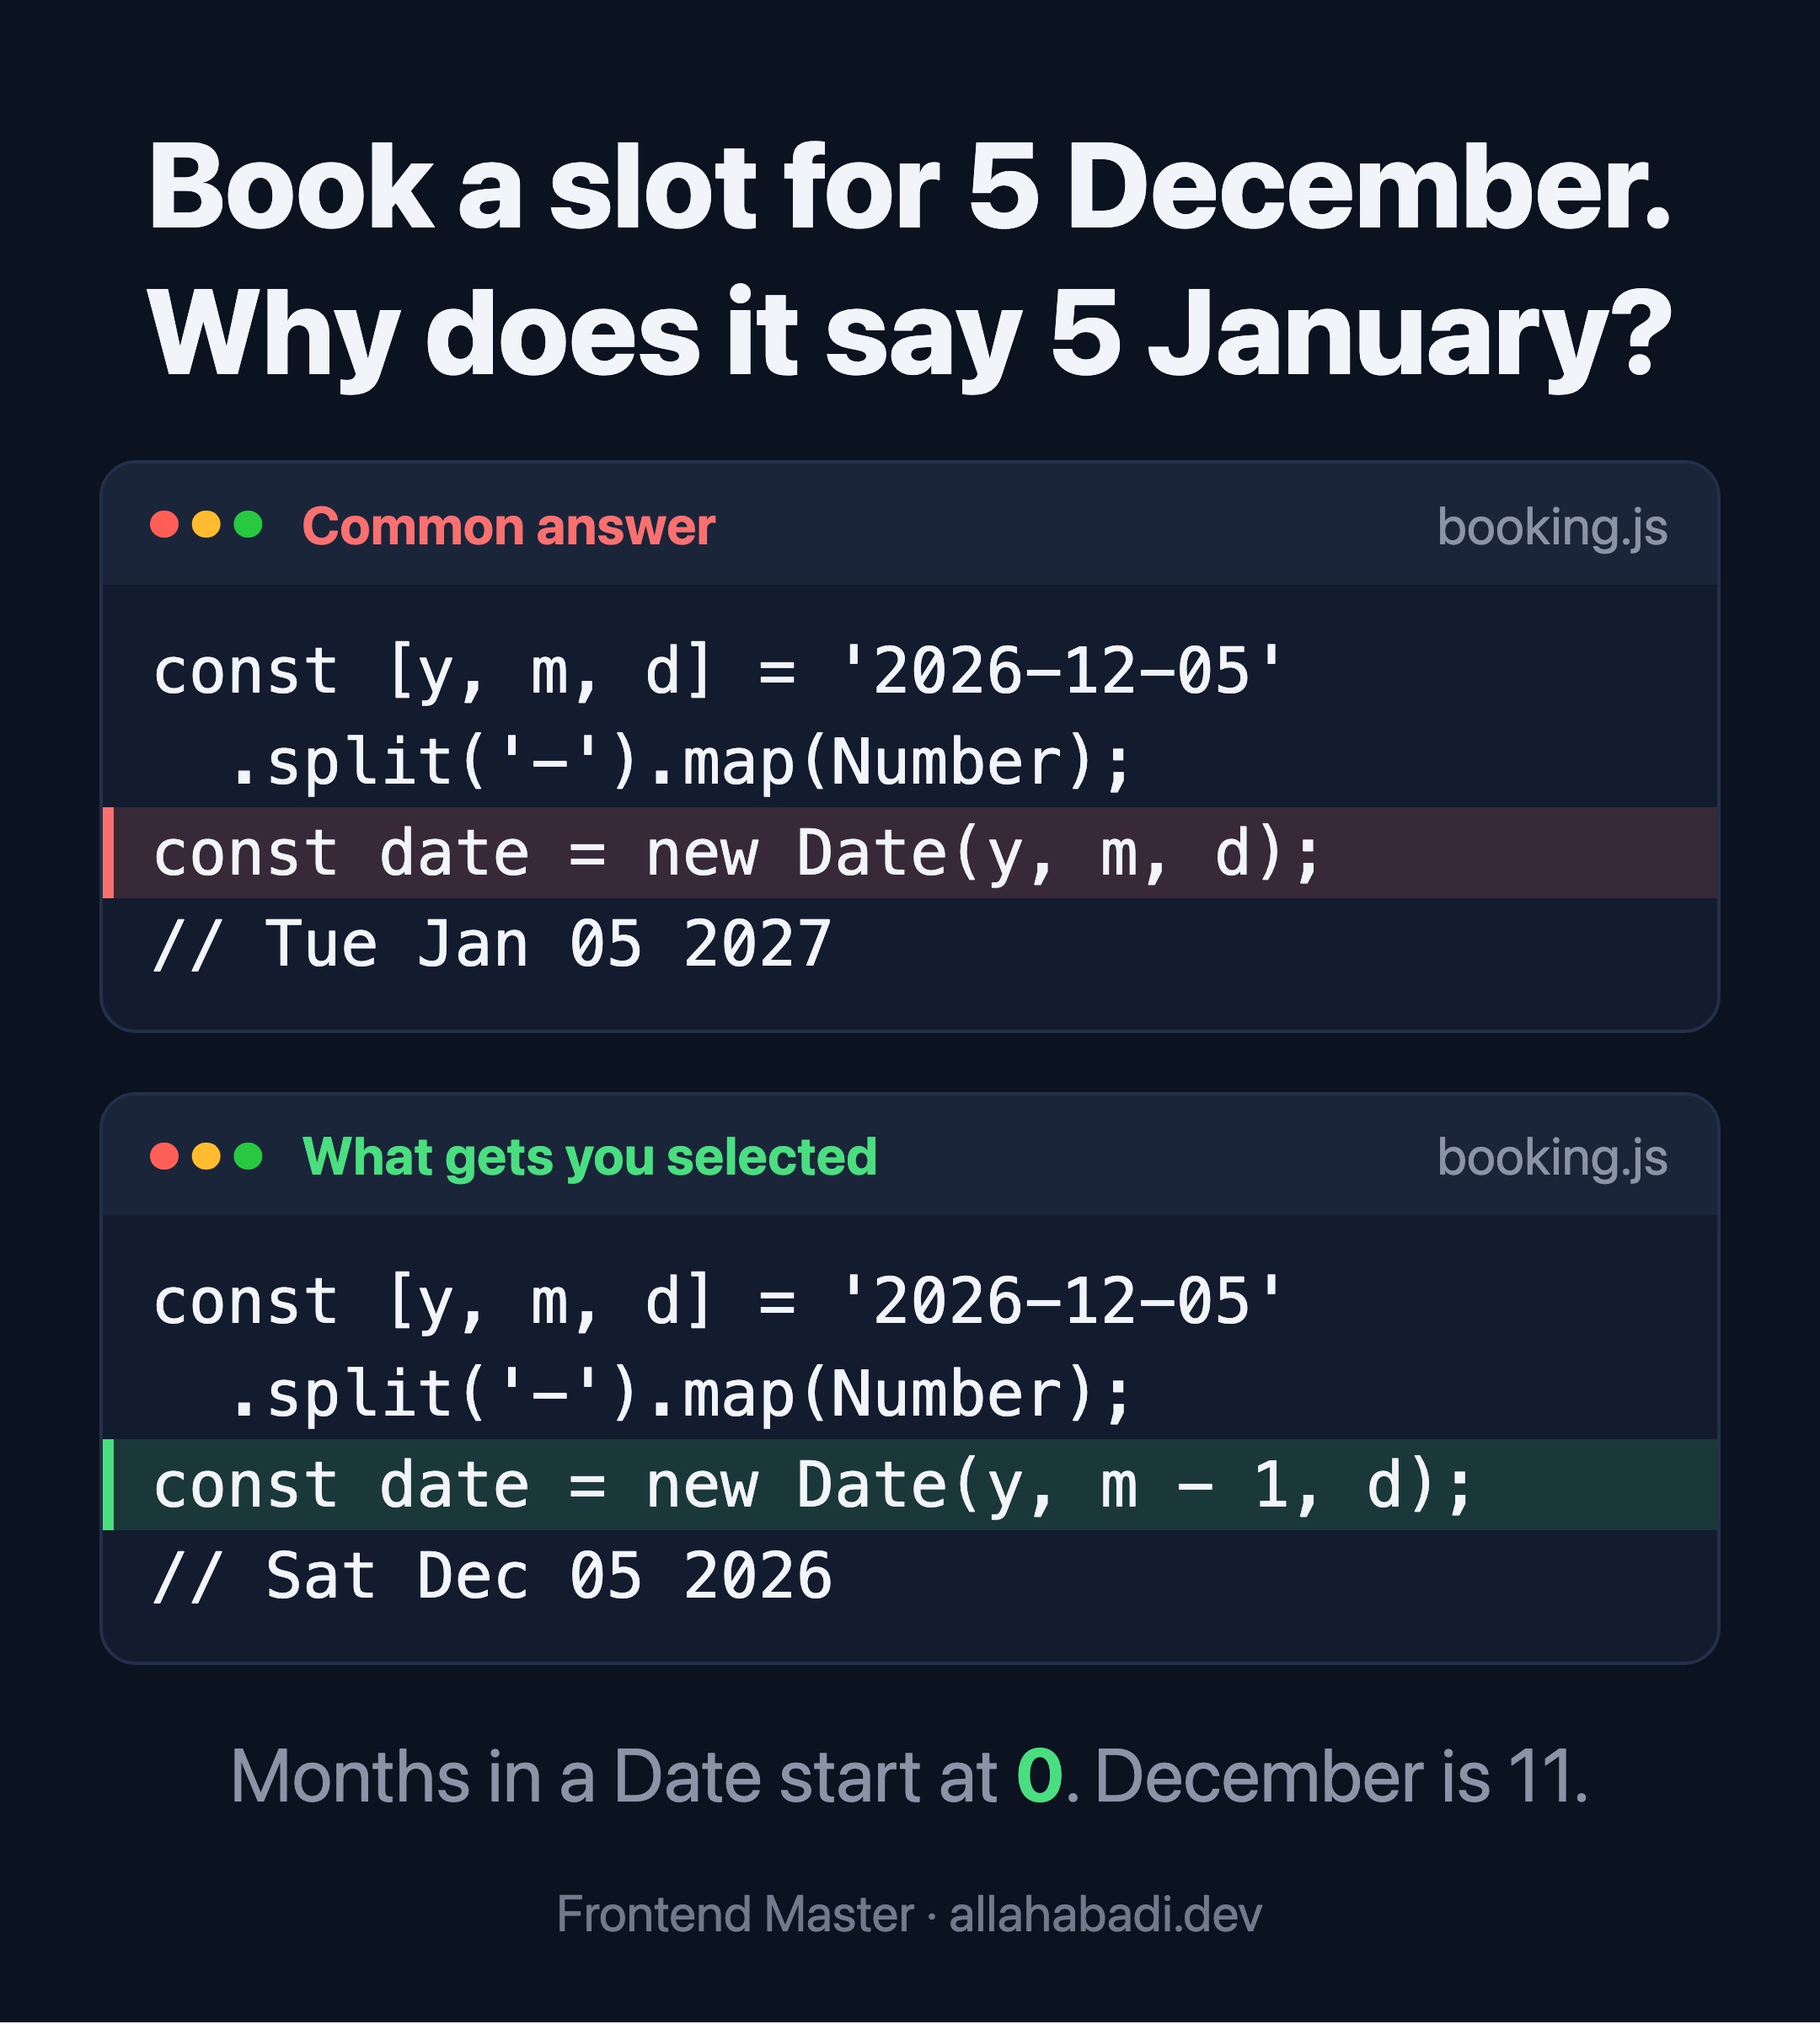 Book a slot for 5 December.
Why does it say 5 January?
Common answer
booking.js
const [y, m, d] = '2026-12-05'
  .split('-').map(Number);
const date = new Date(y, m, d);
// Tue Jan 05 2027
What gets you selected
booking.js
const [y, m, d] = '2026-12-05'
  .split('-').map(Number);
const date = new Date(y, m - 1, d);
// Sat Dec 05 2026
Months in a Date start at 0. December is 11.
Frontend Master · allahabadi.dev